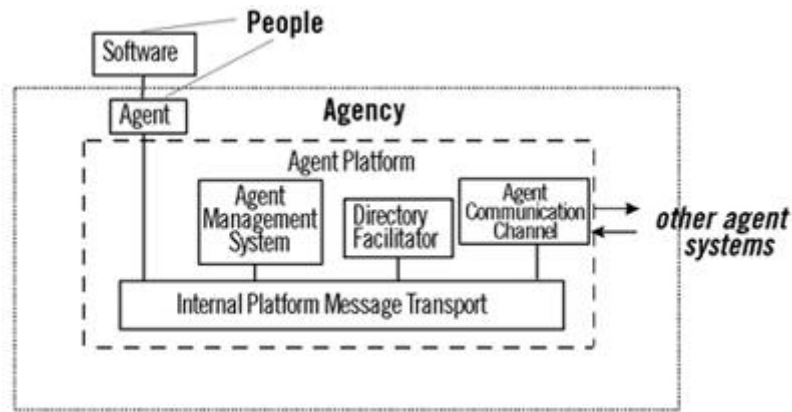 People
Software
Agent
Agency
Agent Platform
Agent
Management
System
Directory
Facilitator
Agent
Communication
Channel
other agent
systems
Internal Platform Message Transport